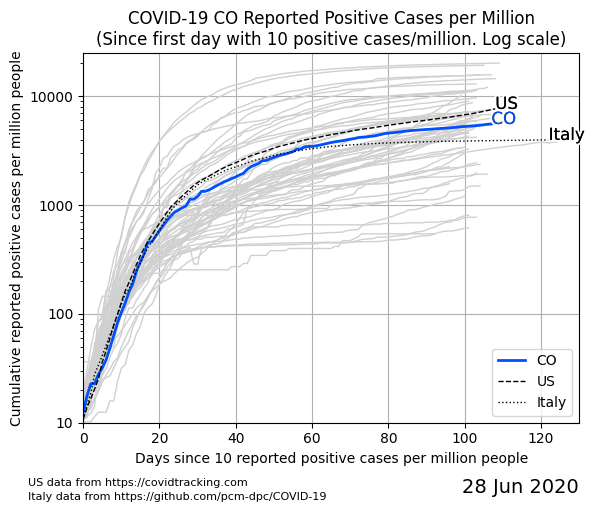 COVID-19 CO Reported Positive Cases per Million
(Since first day with 10 positive cases/million. Log scale)
Cumulative reported positive cases per million people
10000
1000
100
10
US
CO
Italy
CO
US
Italy
0 20 40 60 80 100 120
Days since 10 reported positive cases per million people
US data from https://covidtracking.com
Italy data from https://github.com/pcm-dpc/COVID-19
28 Jun 2020